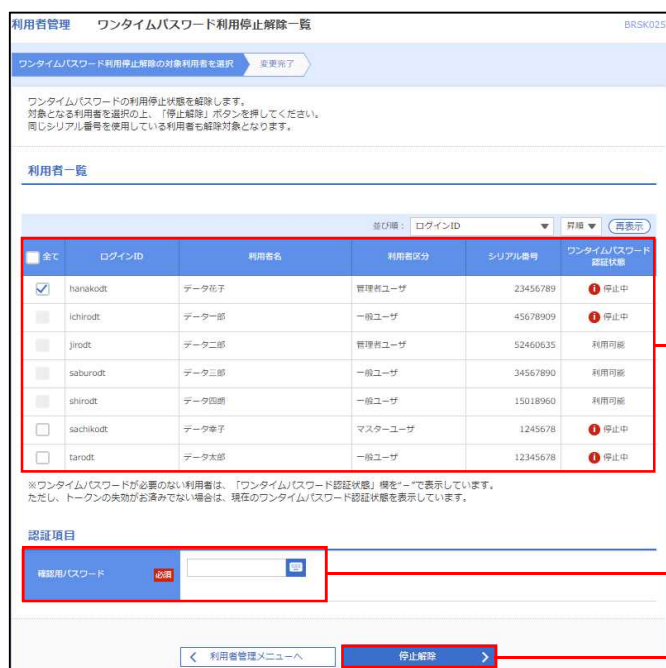 利用者管理 ワンタイムパスワード利用停止解除一覧 BRSK025
ワンタイムパスワード利用停止解除の対象利用者を選択 変更完了
ワンタイムパスワードの利用停止状態を解除します。
対象となる利用者を選択の上、「停止解除」ボタンを押してください。
同じシリアル番号を使用している利用者も解除対象となります。
利用者一覧
並び順： ログインID 昇順 再表示
全て ログインID 利用者名 利用者区分 シリアル番号 ワンタイムパスワード
認証状態
hanakodt データ花子 管理者ユーザ 23456789 停止中
ichirodt データ一郎 一般ユーザ 45678909 停止中
jirodt データ二郎 管理者ユーザ 52460635 利用可能
saburodt データ三郎 一般ユーザ 34567890 利用可能
shirodt データ四朗 一般ユーザ 15018960 利用可能
sachikodt データ幸子 マスターユーザ 1245678 停止中
tarodt データ太郎 一般ユーザ 12345678 停止中
※ワンタイムパスワードが必要のない利用者は、「ワンタイムパスワード認証状態」欄を"－"で表示しています。
ただし、トークンの失効がお済みでない場合は、現在のワンタイムパスワード認証状態を表示しています。
認証項目
確認用パスワード 必須
利用者管理メニューへ 停止解除